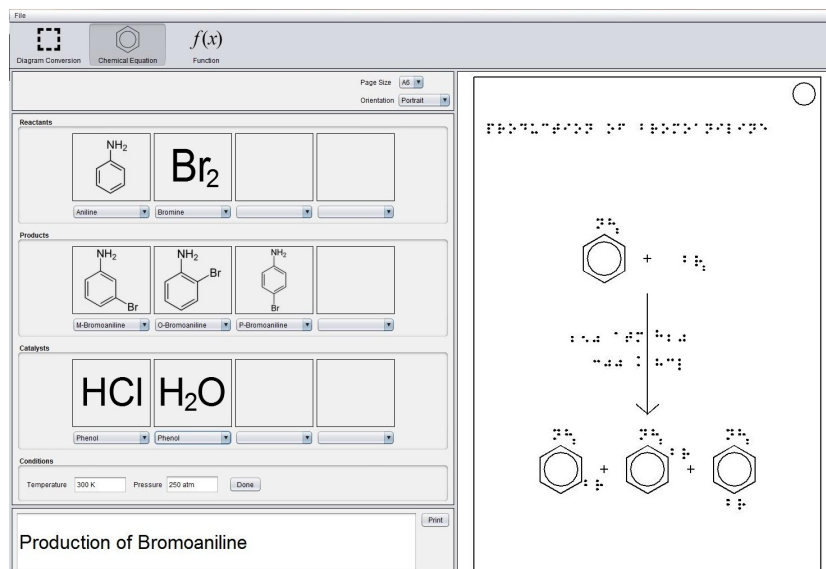 File
Diagram Conversion
Chemical Equation
f(x)
Function
Page Size A6
Orientation Portrait
Reactants
NH₂
Br₂
Aniline
Bromine
Products
NH₂
Br
NH₂
Br
NH₂
Br
M-Bromoaniline
O-Bromoaniline
P-Bromoaniline
Catalysts
HCl
H₂O
Phenol
Phenol
Conditions
Temperature 300 K Pressure 250 atm Done
Print
Production of Bromoaniline
+
+
+